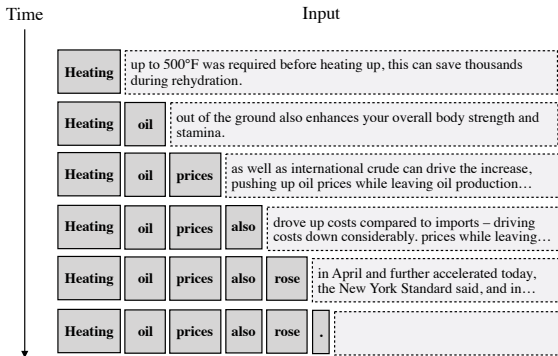 Time Input
Heating up to 500°F was required before heating up, this can save thousands
during rehydration.
Heating oil out of the ground also enhances your overall body strength and
stamina.
Heating oil prices as well as international crude can drive the increase,
pushing up oil prices while leaving oil production…
Heating oil prices also drove up costs compared to imports – driving
costs down considerably. prices while leaving…
Heating oil prices also rose in April and further accelerated today,
the New York Standard said, and in…
Heating oil prices also rose .